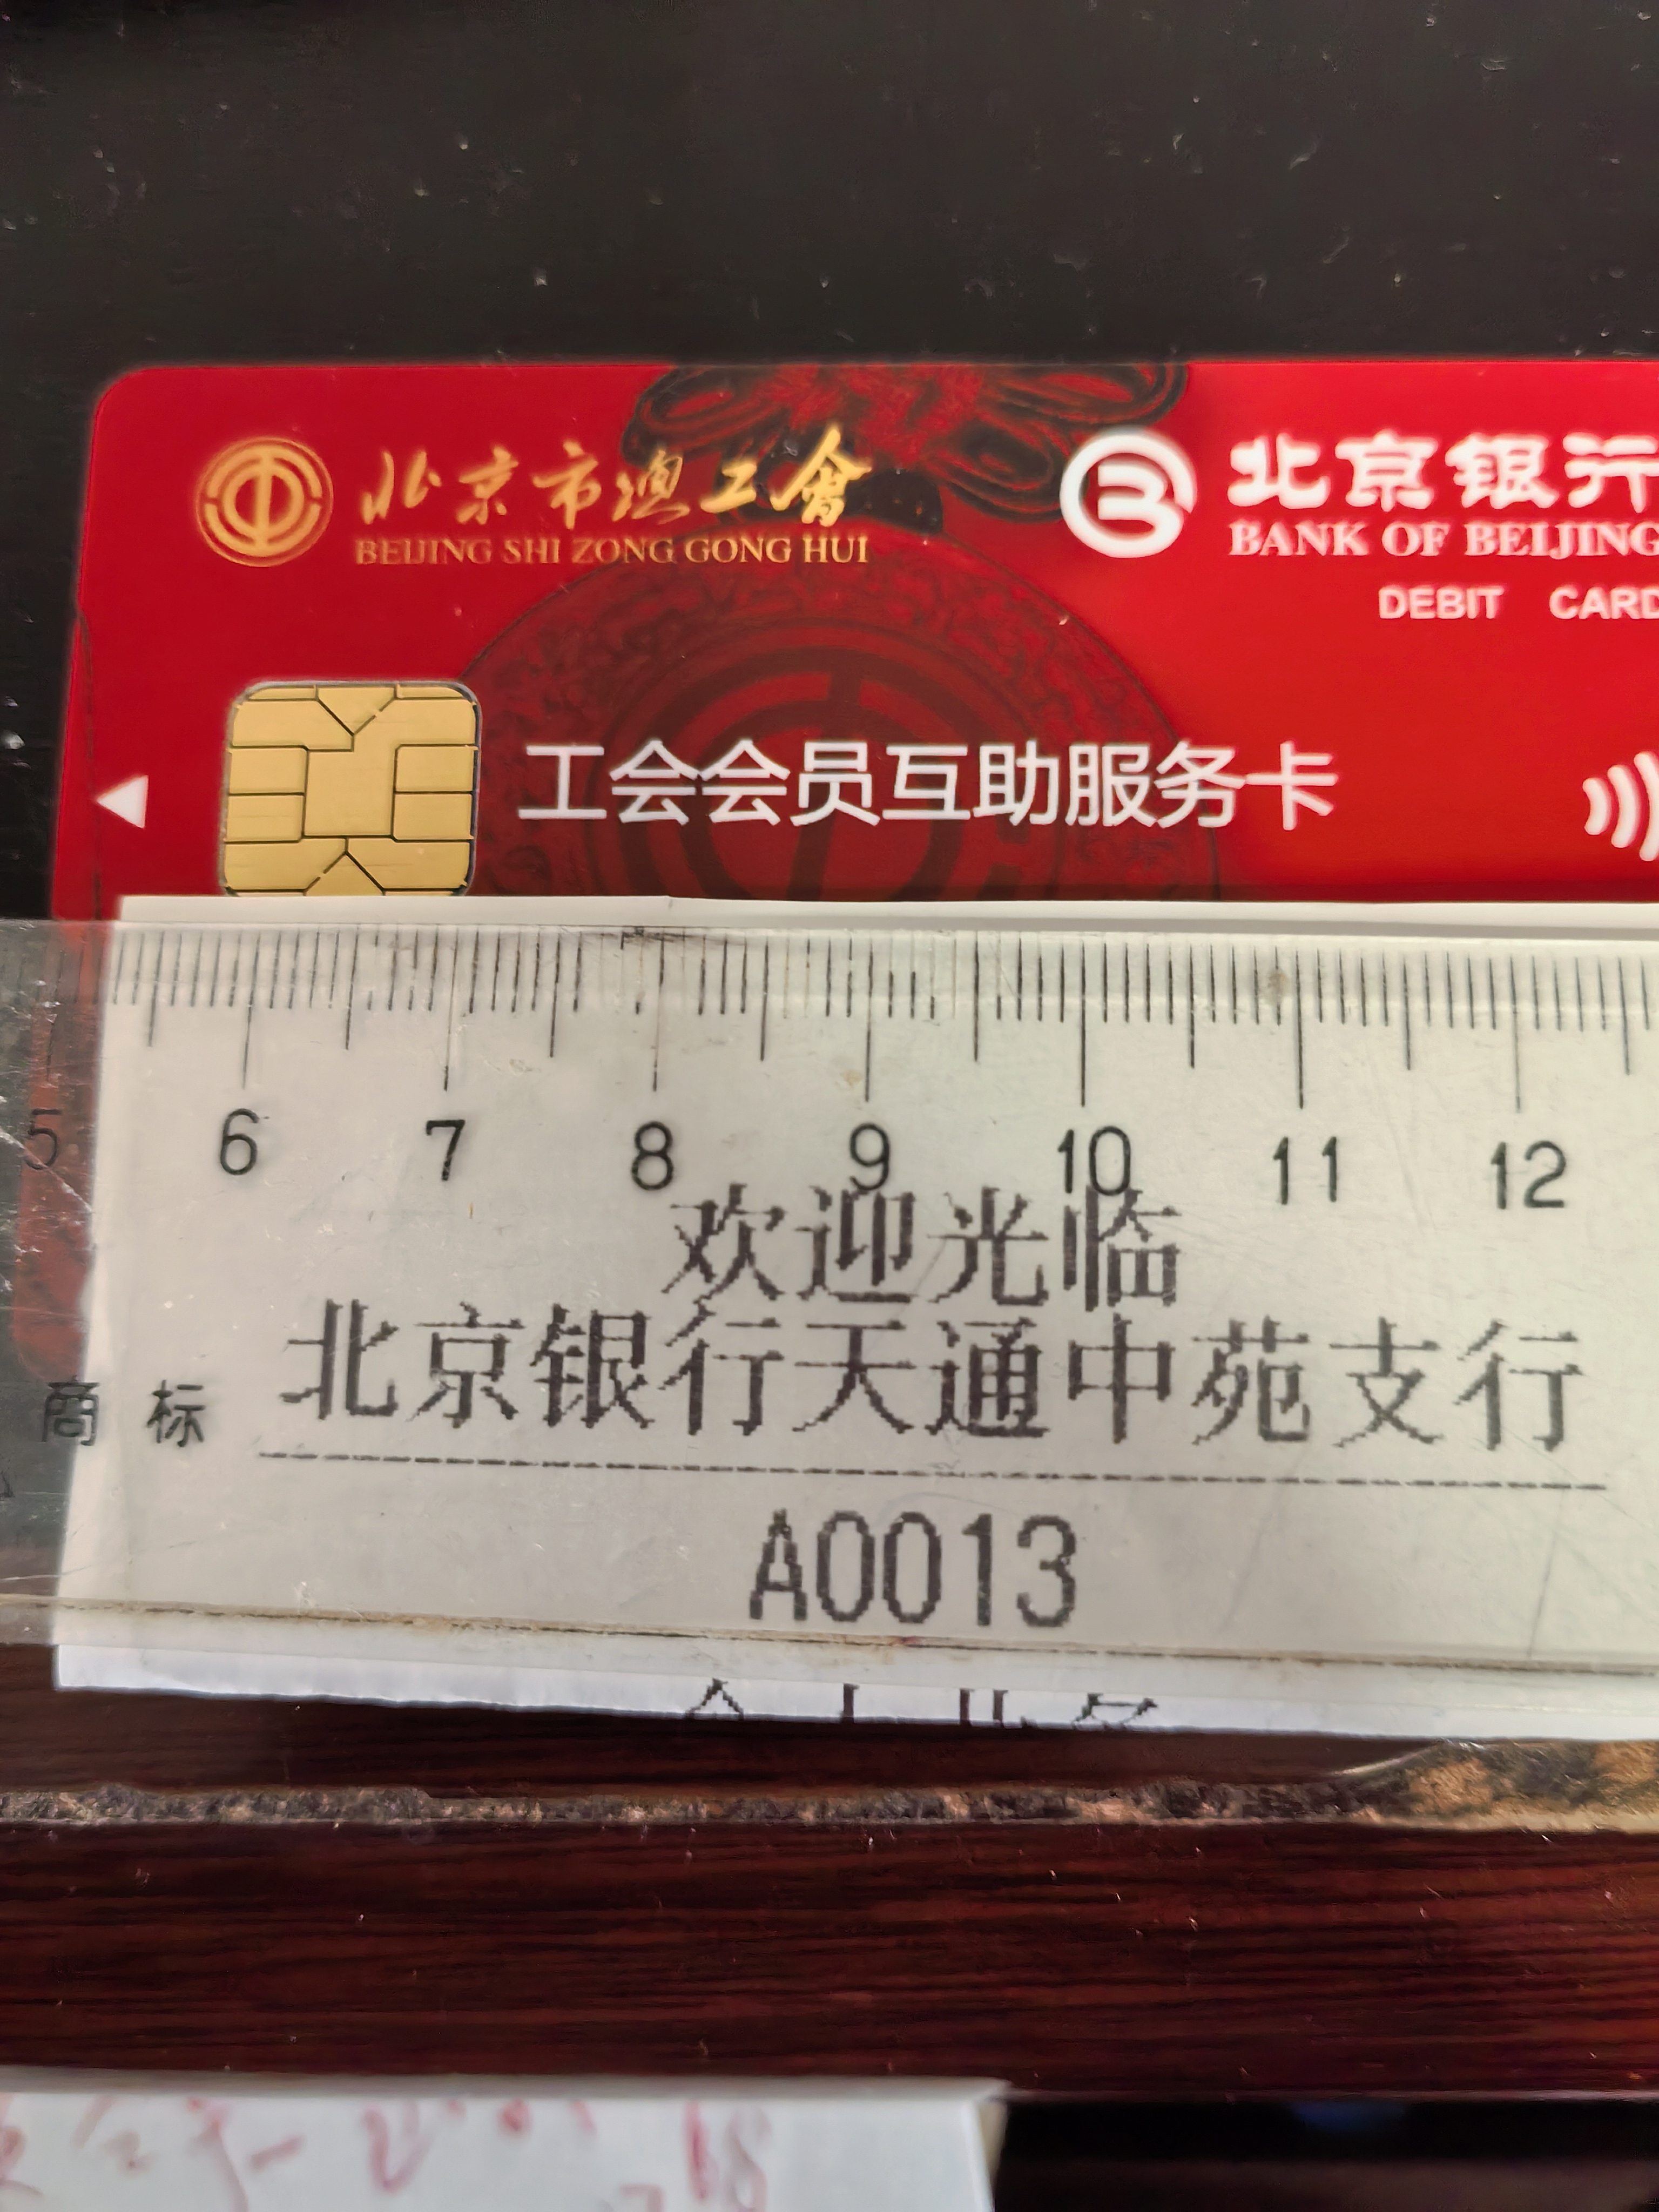 北京市总工会
BEIJING SHI ZONG GONG HUI
北京银行
BANK OF BEIJING
DEBIT CARD
工会会员互助服务卡
5 6 7 8 9 10 11 12
欢迎光临
北京银行天通中苑支行
商标
A0013